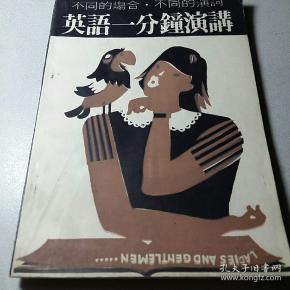 不同的場合·不同的演詞
英語一分鐘演講
LADIES AND GENTLEMEN......
孔夫子旧书网